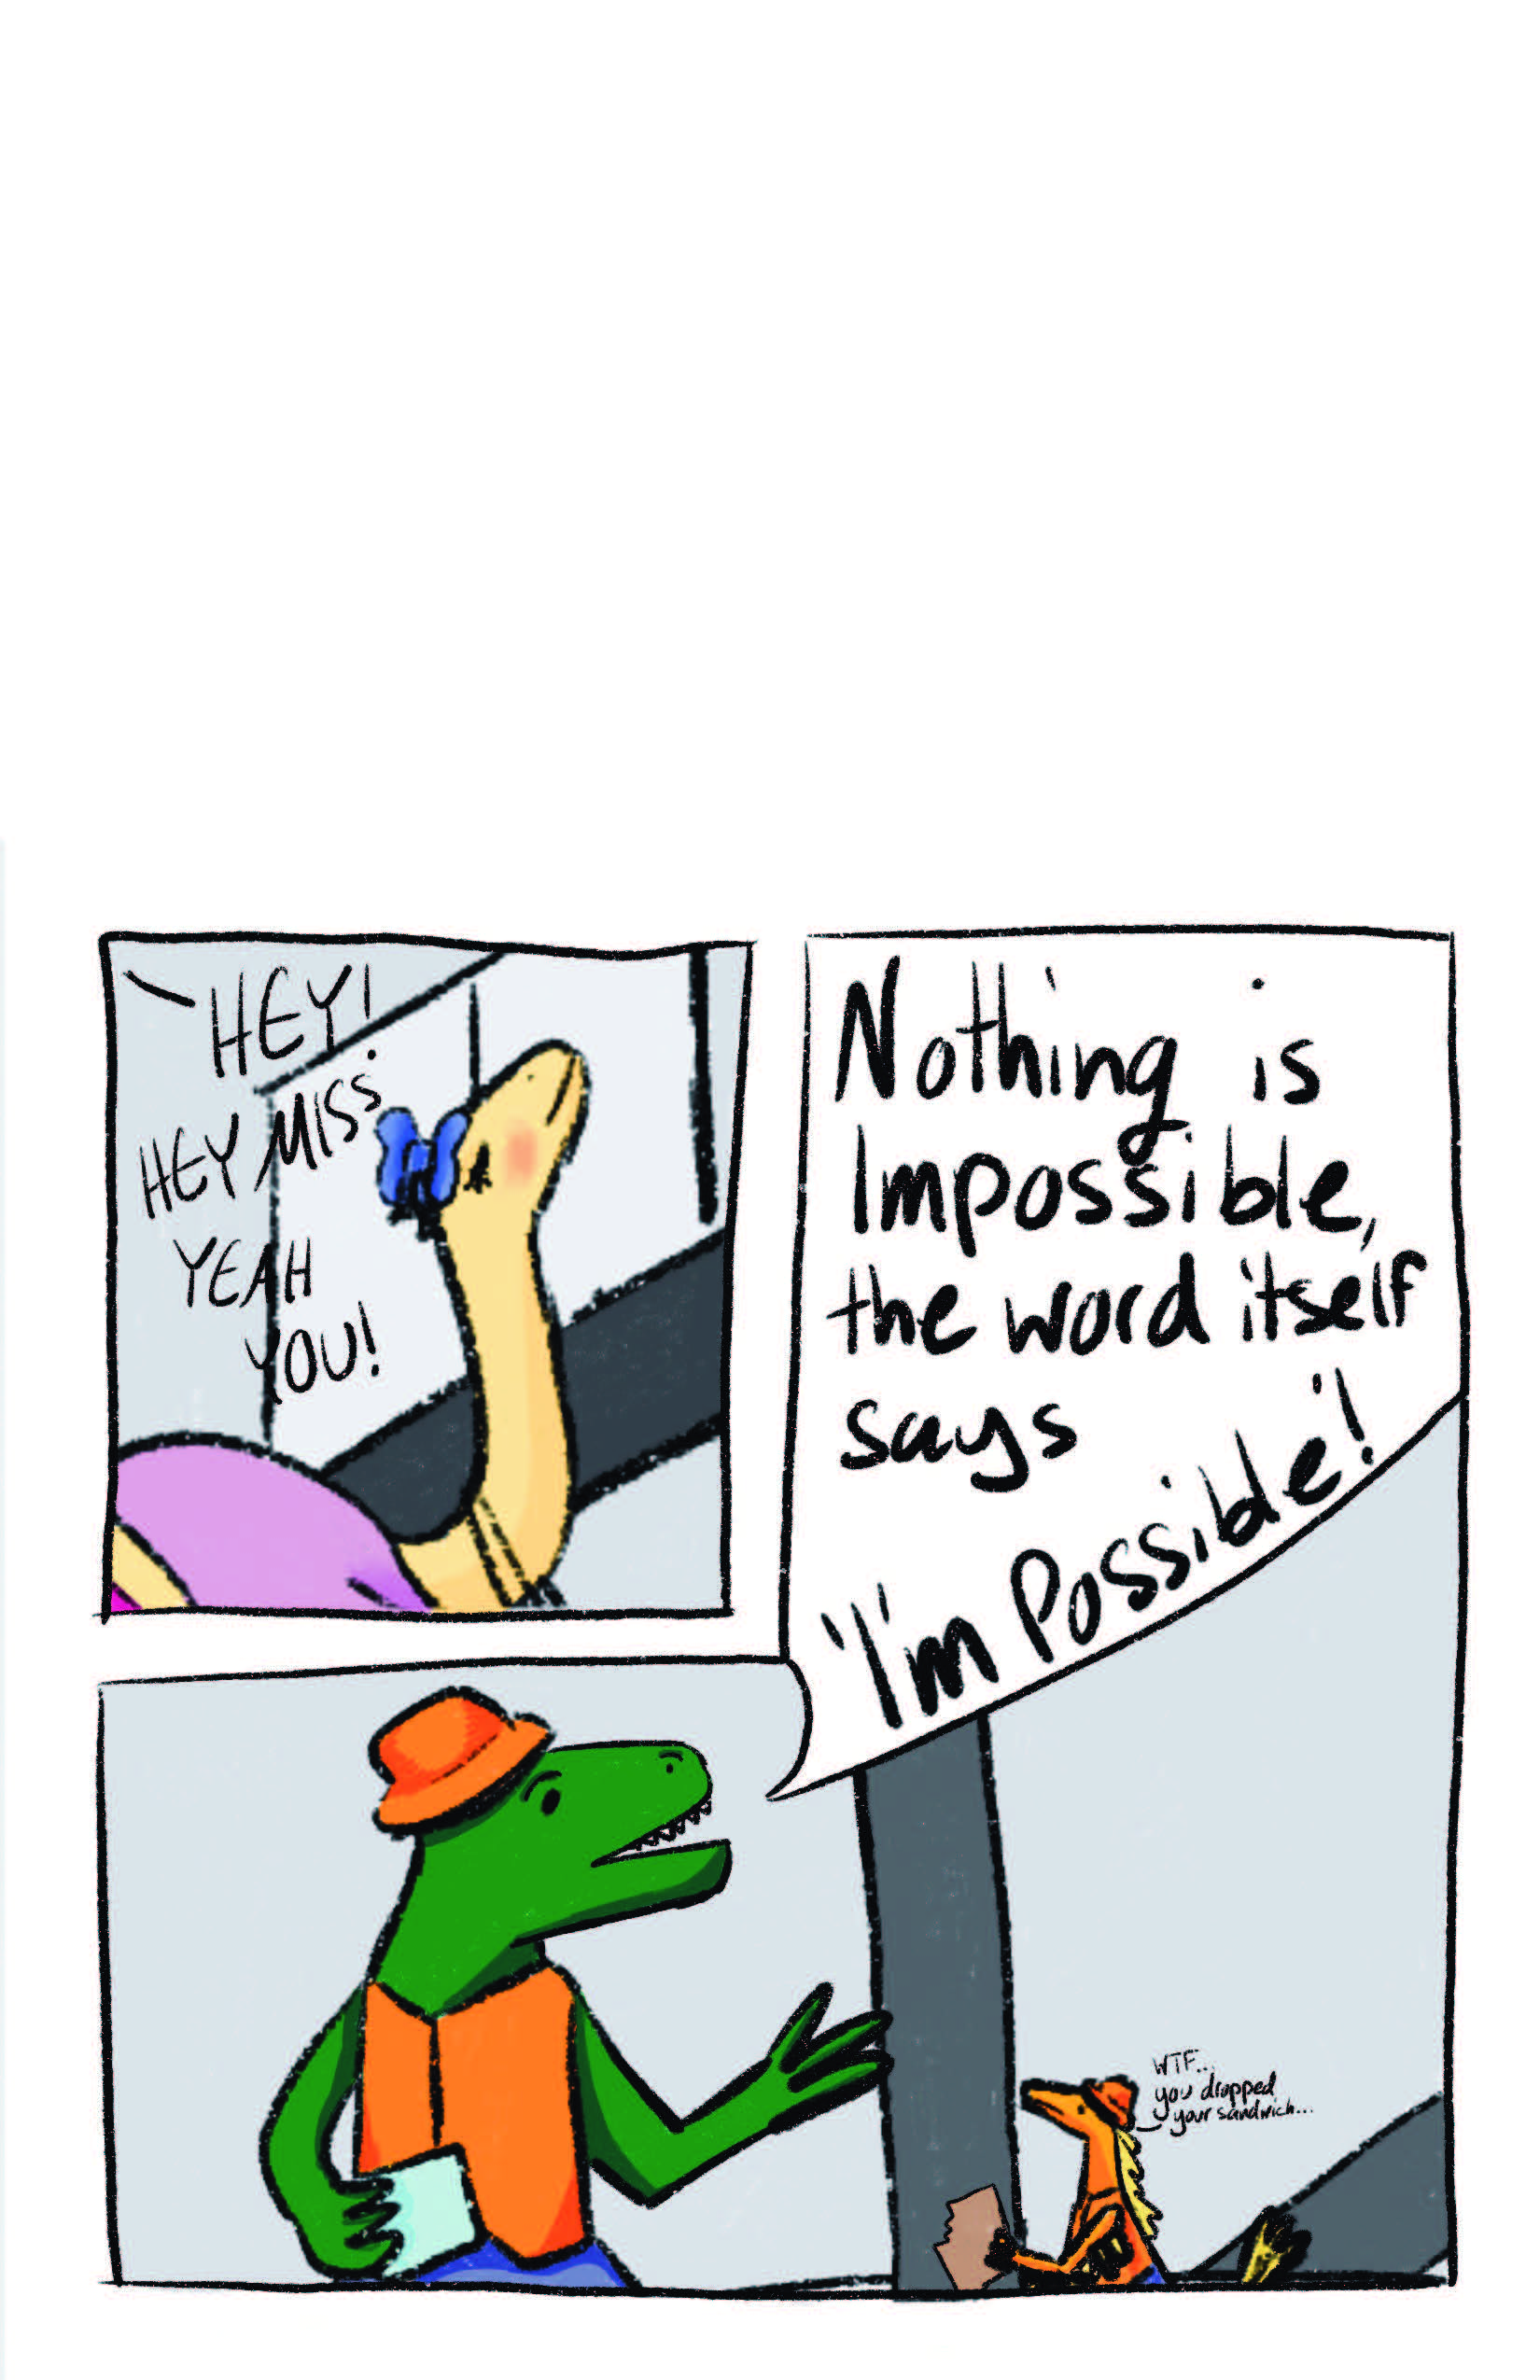 HEY!
HEY MISS.
YEAH
YOU!
Nothing is
Impossible,
the word itself
says
'I'm Possible'!
WTF...
you dropped
your sandwich...